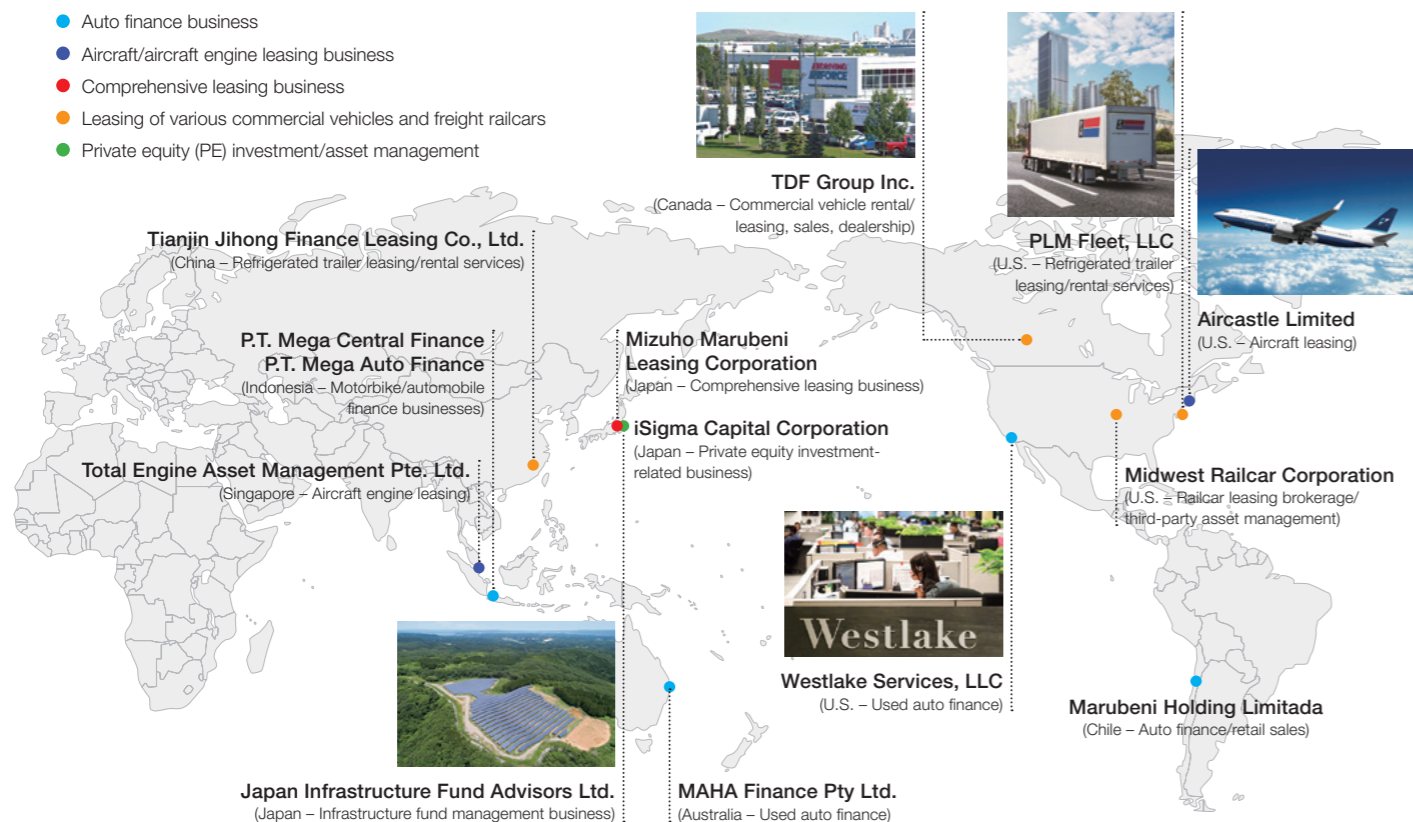 Auto finance business
Aircraft/aircraft engine leasing business
Comprehensive leasing business
Leasing of various commercial vehicles and freight railcars
Private equity (PE) investment/asset management
TDF Group Inc.
(Canada – Commercial vehicle rental/
leasing, sales, dealership)
PLM Fleet, LLC
(U.S. – Refrigerated trailer
leasing/rental services)
Aircastle Limited
(U.S. – Aircraft leasing)
Tianjin Jihong Finance Leasing Co., Ltd.
(China – Refrigerated trailer leasing/rental services)
P.T. Mega Central Finance
P.T. Mega Auto Finance
(Indonesia – Motorbike/automobile
finance businesses)
Mizuho Marubeni
Leasing Corporation
(Japan – Comprehensive leasing business)
iSigma Capital Corporation
(Japan – Private equity investment-
related business)
Total Engine Asset Management Pte. Ltd.
(Singapore – Aircraft engine leasing)
Midwest Railcar Corporation
(U.S. – Railcar leasing brokerage/
third-party asset management)
Westlake
Westlake Services, LLC
(U.S. – Used auto finance)
Marubeni Holding Limitada
(Chile – Auto finance/retail sales)
Japan Infrastructure Fund Advisors Ltd.
(Japan – Infrastructure fund management business)
MAHA Finance Pty Ltd.
(Australia – Used auto finance)